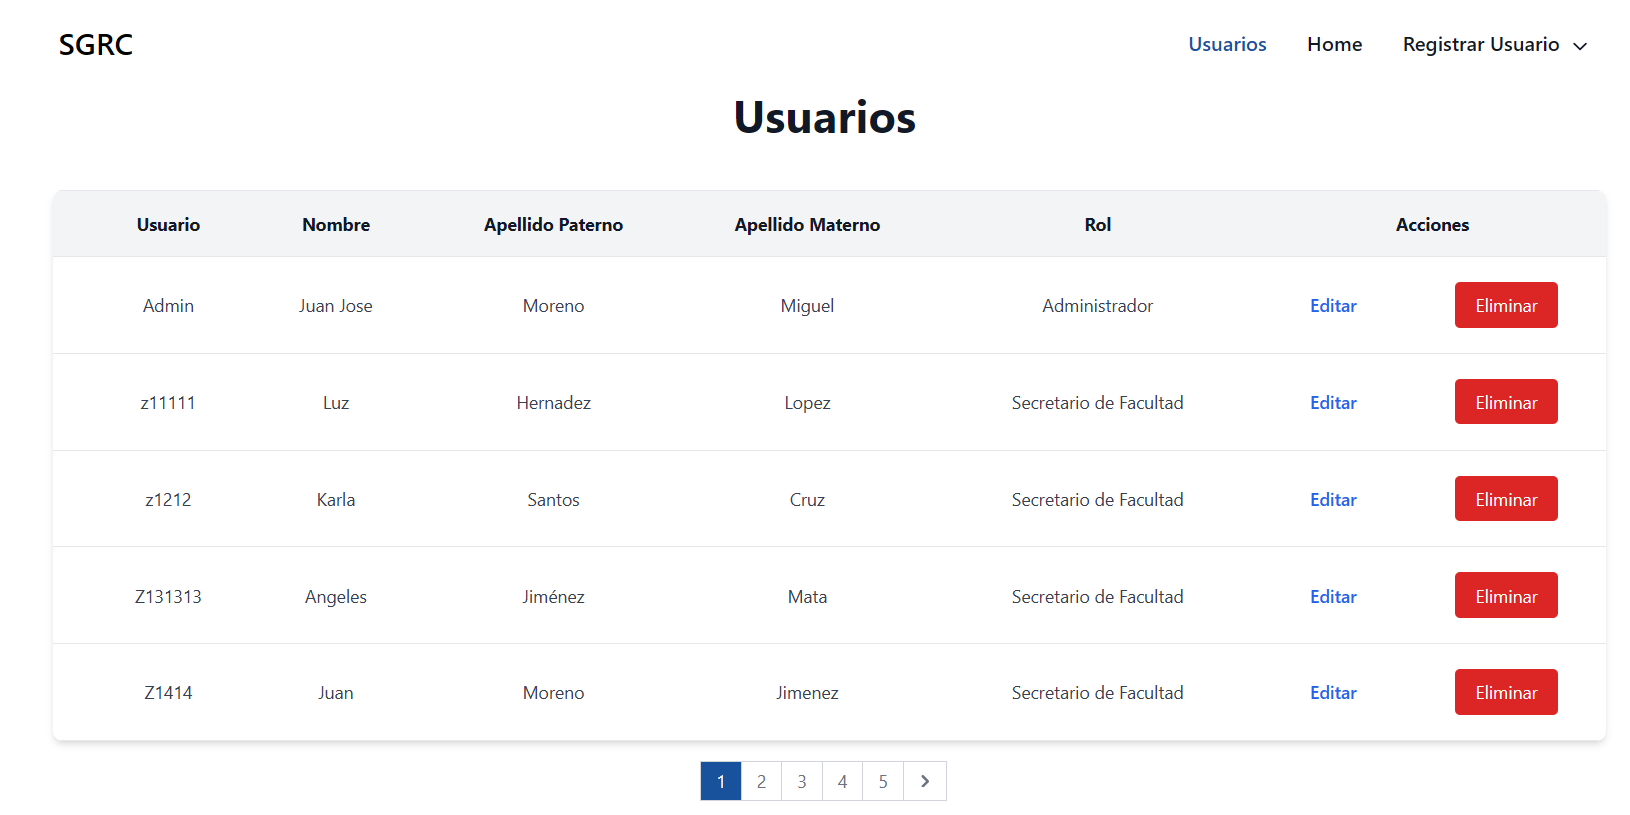 SGRC Usuarios Home Registrar Usuario
Usuarios
Usuario Nombre Apellido Paterno Apellido Materno Rol Acciones
Admin Juan Jose Moreno Miguel Administrador Editar Eliminar
z11111 Luz Hernadez Lopez Secretario de Facultad Editar Eliminar
z1212 Karla Santos Cruz Secretario de Facultad Editar Eliminar
Z131313 Angeles Jiménez Mata Secretario de Facultad Editar Eliminar
Z1414 Juan Moreno Jimenez Secretario de Facultad Editar Eliminar
1 2 3 4 5